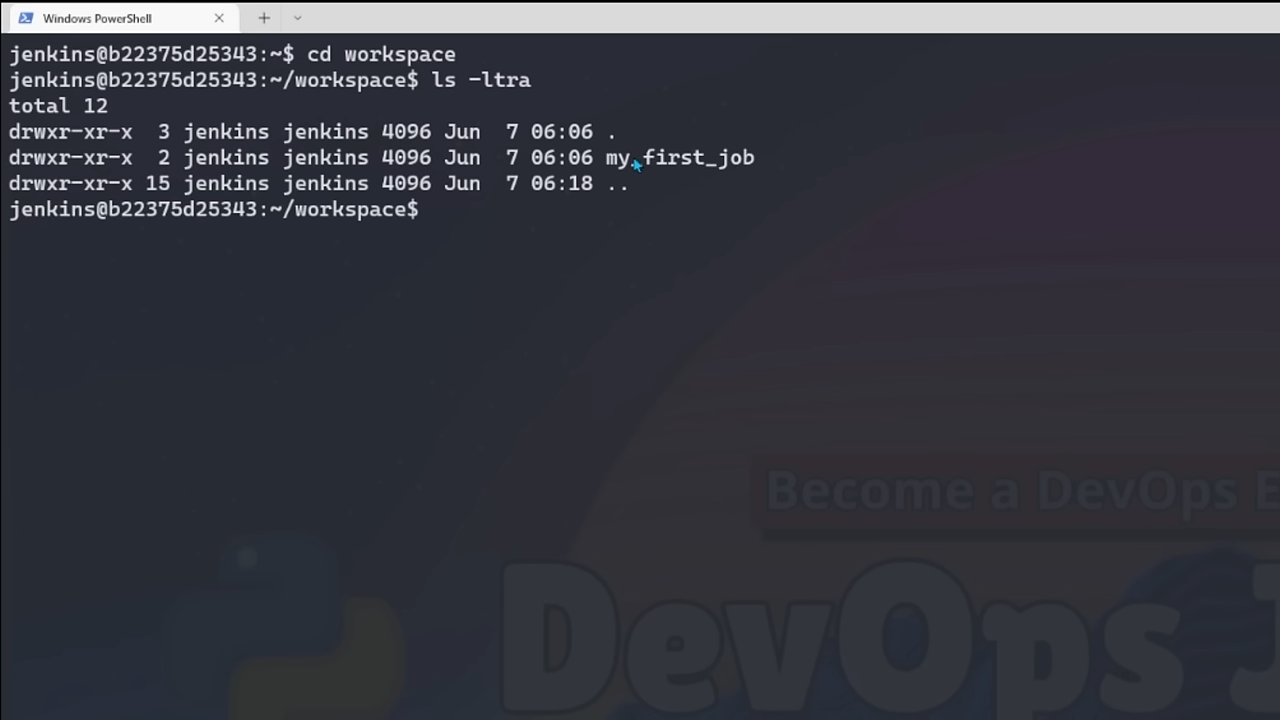 Windows PowerShell
jenkins@b22375d25343:~$ cd workspace
jenkins@b22375d25343:~/workspace$ ls -ltra
total 12
drwxr-xr-x  3 jenkins jenkins 4096 Jun  7 06:06 .
drwxr-xr-x  2 jenkins jenkins 4096 Jun  7 06:06 my_first_job
drwxr-xr-x 15 jenkins jenkins 4096 Jun  7 06:18 ..
jenkins@b22375d25343:~/workspace$
Become a DevOps
DevOps